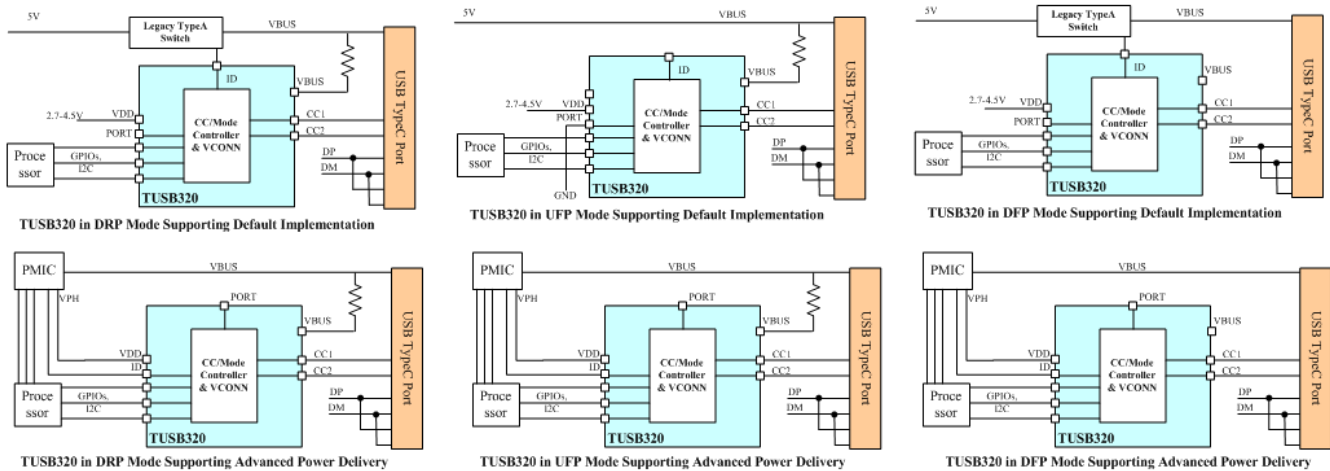 5V
VBUS
Legacy TypeA
Switch
ID
VBUS
2.7-4.5V
VDD
PORT
CC/Mode
Controller
& VCONN
CC1
CC2
Proce
ssor
GPIOs,
I2C
DP
DM
TUSB320
USB TypeC Port
TUSB320 in DRP Mode Supporting Default Implementation
5V
VBUS
ID
VBUS
2.7-4.5V
VDD
PORT
CC/Mode
Controller
& VCONN
CC1
CC2
Proce
ssor
GPIOs,
I2C
DP
DM
GND
TUSB320
USB TypeC Port
TUSB320 in UFP Mode Supporting Default Implementation
5V
VBUS
Legacy TypeA
Switch
ID
VBUS
2.7-4.5V
VDD
PORT
CC/Mode
Controller
& VCONN
CC1
CC2
Proce
ssor
GPIOs,
I2C
DP
DM
TUSB320
USB TypeC Port
TUSB320 in DFP Mode Supporting Default Implementation
PMIC
VBUS
VPH
PORT
VBUS
VDD
ID
CC/Mode
Controller
& VCONN
CC1
CC2
Proce
ssor
GPIOs,
I2C
DP
DM
TUSB320
USB TypeC Port
TUSB320 in DRP Mode Supporting Advanced Power Delivery
PMIC
VBUS
VPH
PORT
VBUS
VDD
ID
CC/Mode
Controller
& VCONN
CC1
CC2
Proce
ssor
GPIOs,
I2C
DP
DM
TUSB320
USB TypeC Port
TUSB320 in UFP Mode Supporting Advanced Power Delivery
PMIC
VBUS
VPH
PORT
VBUS
VDD
ID
CC/Mode
Controller
& VCONN
CC1
CC2
Proce
ssor
GPIOs,
I2C
DP
DM
TUSB320
USB TypeC Port
TUSB320 in DFP Mode Supporting Advanced Power Delivery